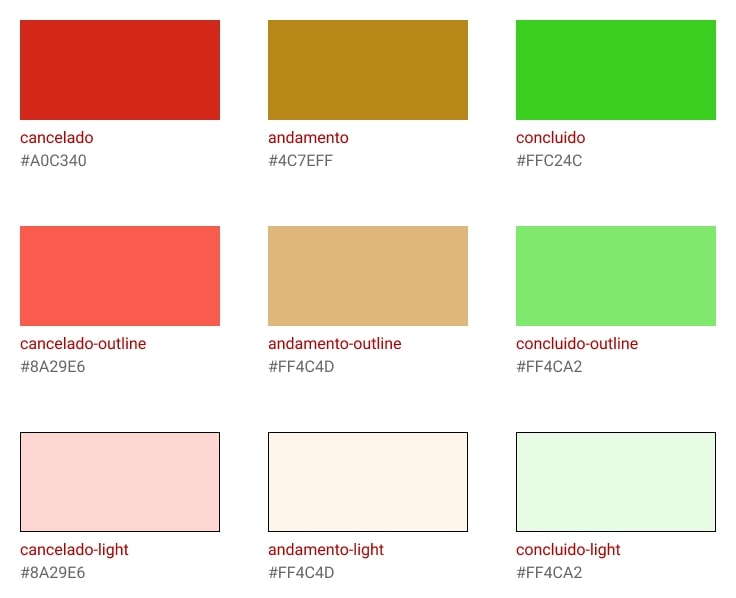 cancelado
#A0C340
andamento
#4C7EFF
concluido
#FFC24C
cancelado-outline
#8A29E6
andamento-outline
#FF4C4D
concluido-outline
#FF4CA2
cancelado-light
#8A29E6
andamento-light
#FF4C4D
concluido-light
#FF4CA2